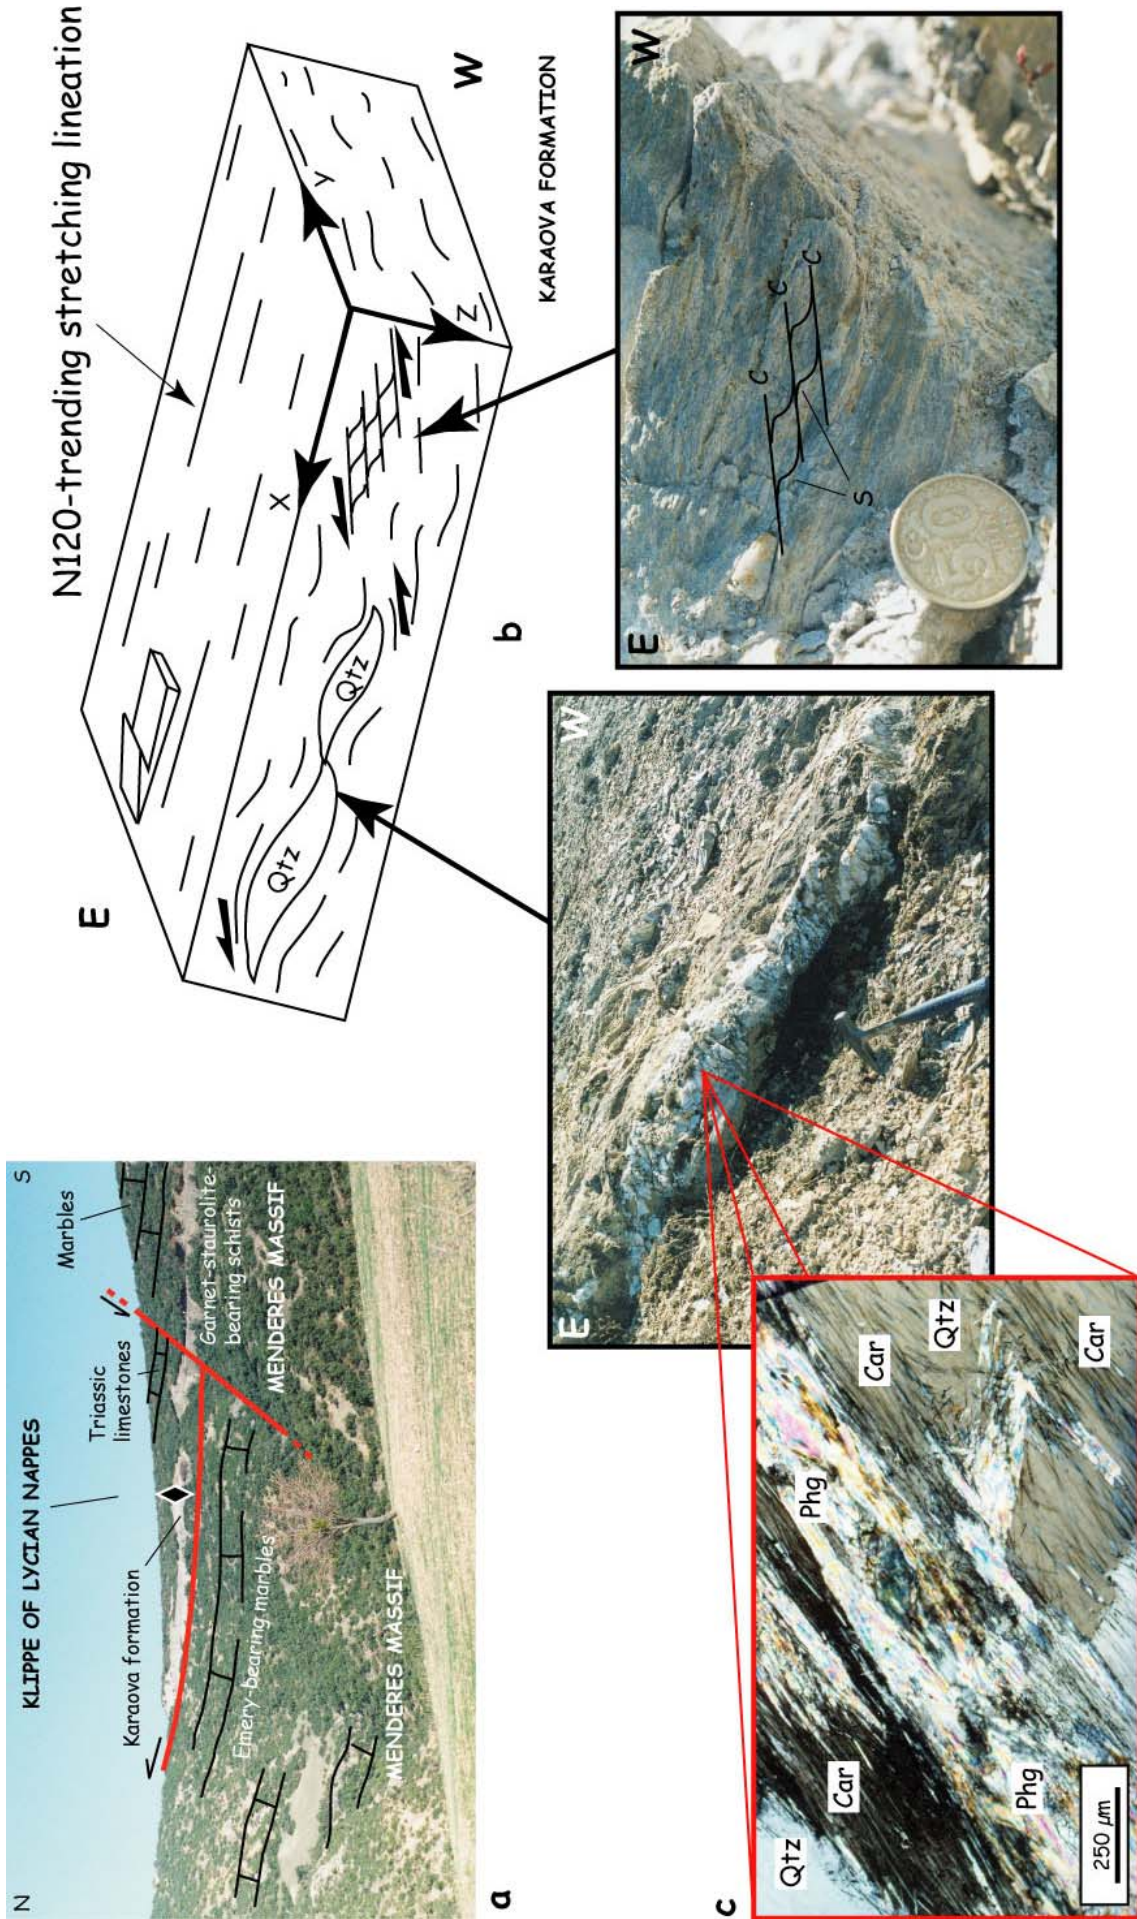 N
KLIPPE OF LYCIAN NAPPES
S
Karaova formation
Triassic
limestones
Marbles
Emery-bearing marbles
Garnet-staurolite-
bearing schists
MENDERES MASSIF
MENDERES MASSIF
a
N120-trending stretching lineation
E
W
X
Y
Z
Qtz
Qtz
b
KARAOVA FORMATION
E
W
E
W
C
C
C
S
50
c
Qtz
Car
Phg
Phg
Car
Qtz
Car
250 µm